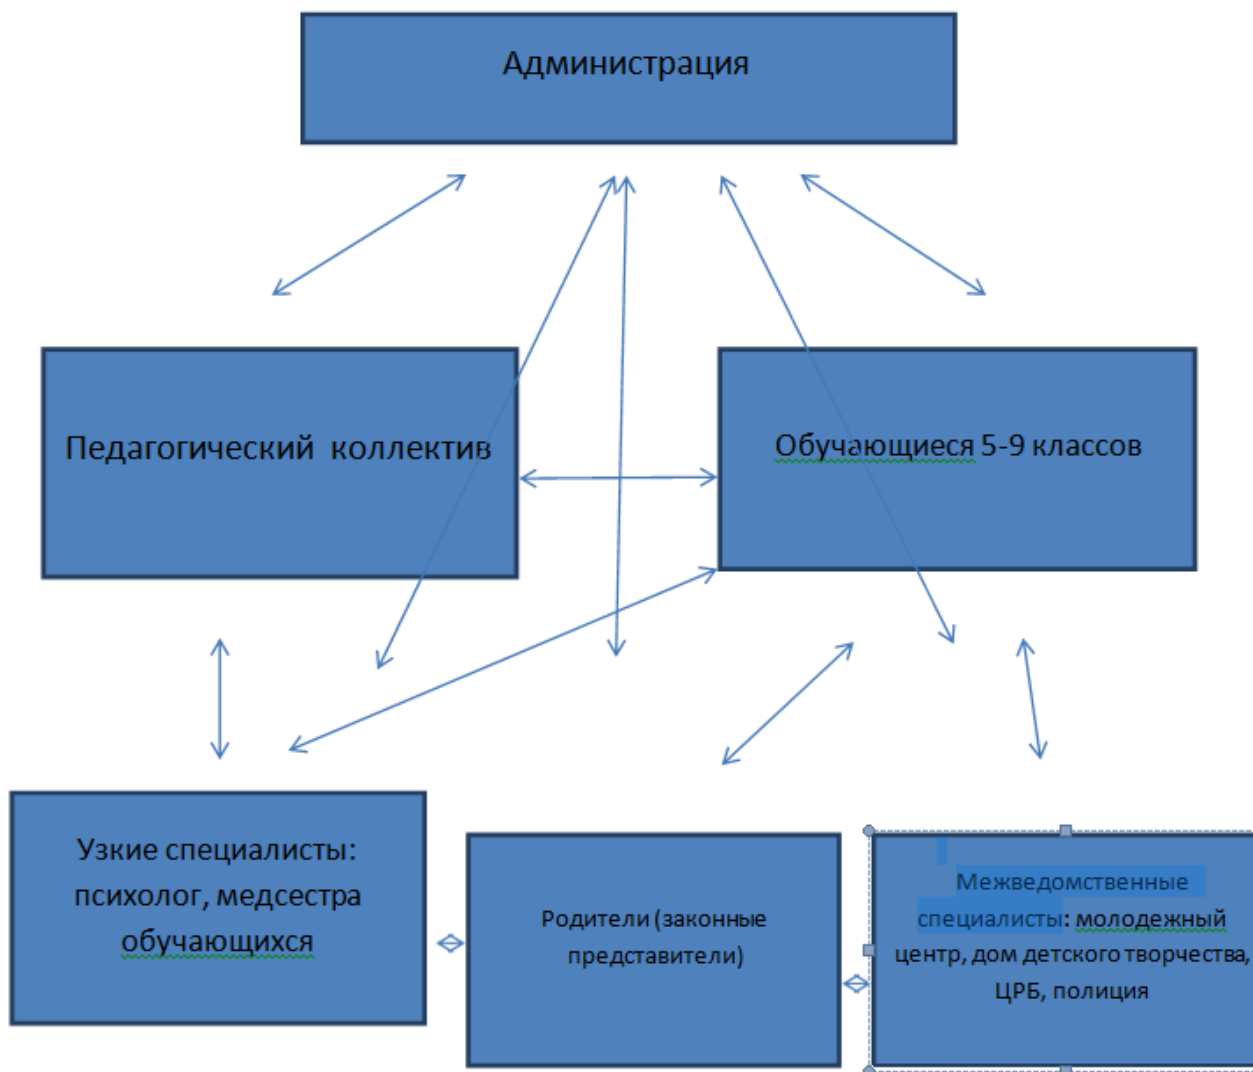 Администрация
Педагогический коллектив
Обучающиеся 5-9 классов
Узкие специалисты:
психолог, медсестра
обучающихся
Родители (законные
представители)
Межведомственные
специалисты: молодежный
центр, дом детского творчества,
ЦРБ, полиция